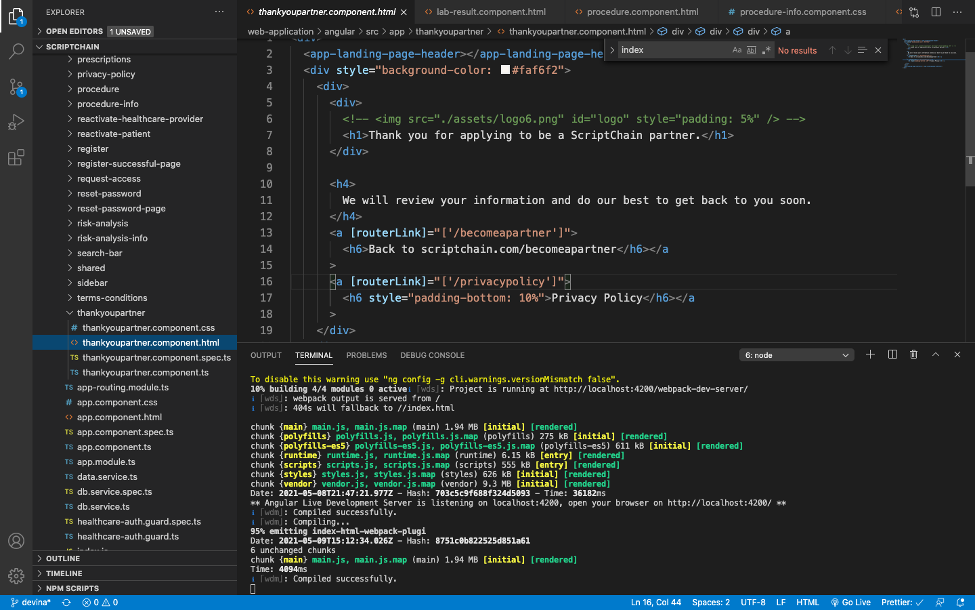 EXPLORER
OPEN EDITORS 1 UNSAVED
SCRIPTCHAIN
prescriptions
privacy-policy
procedure
procedure-info
reactivate-healthcare-provider
reactivate-patient
register
register-successful-page
request-access
reset-password
reset-password-page
risk-analysis
risk-analysis-info
search-bar
shared
sidebar
terms-conditions
thankyoupartner
# thankyoupartner.component.css
<> thankyoupartner.component.html
TS thankyoupartner.component.spec.ts
TS thankyoupartner.component.ts
TS app-routing.module.ts
# app.component.css
<> app.component.html
TS app.component.spec.ts
TS app.component.ts
TS app.module.ts
TS data.service.ts
TS db.service.spec.ts
TS db.service.ts
TS healthcare-auth.guard.spec.ts
TS healthcare-auth.guard.ts
OUTLINE
TIMELINE
NPM SCRIPTS
<> thankyoupartner.component.html
<> lab-result.component.html
<> procedure.component.html
# procedure-info.component.css
web-application > angular > src > app > thankyoupartner > <> thankyoupartner.component.html > div > div > div > a
index Aa No results
2 <app-landing-page-header></app-landing-page-he
3 <div style="background-color: #faf6f2">
4 <div>
5 <div>
6 <!-- <img src="./assets/logo6.png" id="logo" style="padding: 5%" /> -->
7 <h1>Thank you for applying to be a ScriptChain partner.</h1>
8 </div>
9
10 <h4>
11 We will review your information and do our best to get back to you soon.
12 </h4>
13 <a [routerLink]="['/becomeapartner']">
14 <h6>Back to scriptchain.com/becomeapartner</h6></a
15 >
16 <a [routerLink]="['/privacypolicy']">
17 <h6 style="padding-bottom: 10%">Privacy Policy</h6></a
18 >
19 </div>
OUTPUT TERMINAL PROBLEMS DEBUG CONSOLE 6: node
To disable this warning use "ng config -g cli.warnings.versionMismatch false".
10% building 4/4 modules 0 active｢wds｣: Project is running at http://localhost:4200/webpack-dev-server/
i ｢wds｣: webpack output is served from /
i ｢wds｣: 404s will fallback to //index.html
chunk {main} main.js, main.js.map (main) 1.94 MB [initial] [rendered]
chunk {polyfills} polyfills.js, polyfills.js.map (polyfills) 275 kB [initial] [rendered]
chunk {polyfills-es5} polyfills-es5.js, polyfills-es5.js.map (polyfills-es5) 611 kB [initial] [rendered]
chunk {runtime} runtime.js, runtime.js.map (runtime) 6.15 kB [entry] [rendered]
chunk {scripts} scripts.js, scripts.js.map (scripts) 555 kB [entry] [rendered]
chunk {styles} styles.js, styles.js.map (styles) 626 kB [initial] [rendered]
chunk {vendor} vendor.js, vendor.js.map (vendor) 9.3 MB [initial] [rendered]
Date: 2021-05-08T21:47:21.977Z - Hash: 703c5c9f688f324d5093 - Time: 36182ms
** Angular Live Development Server is listening on localhost:4200, open your browser on http://localhost:4200/ **
i ｢wdm｣: Compiled successfully.
i ｢wdm｣: Compiling...
95% emitting index-html-webpack-plugi
Date: 2021-05-09T15:12:34.026Z - Hash: 8751c0b822525d851a61
6 unchanged chunks
chunk {main} main.js, main.js.map (main) 1.94 MB [initial] [rendered]
Time: 4094ms
i ｢wdm｣: Compiled successfully.
devina* 0 0 Ln 16, Col 44 Spaces: 2 UTF-8 LF HTML Go Live Prettier: ✓